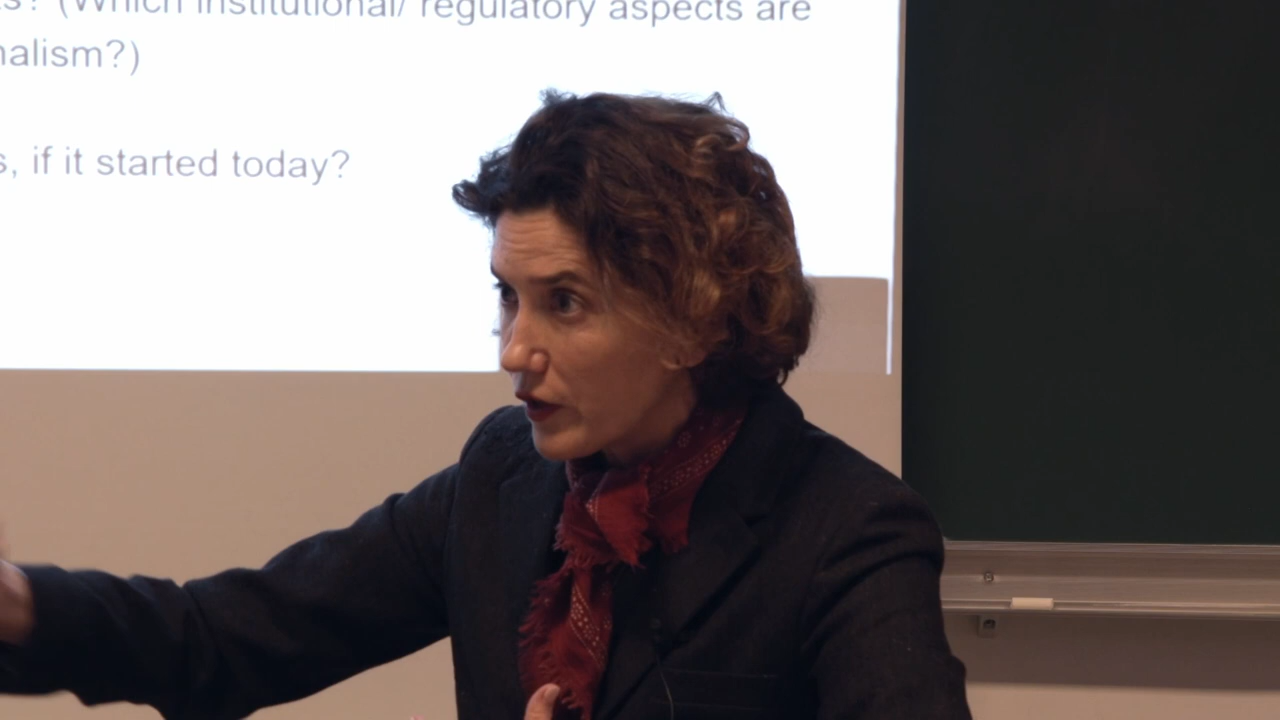 s? (Which institutional/ regulatory aspects are
nalism?)
s, if it started today?